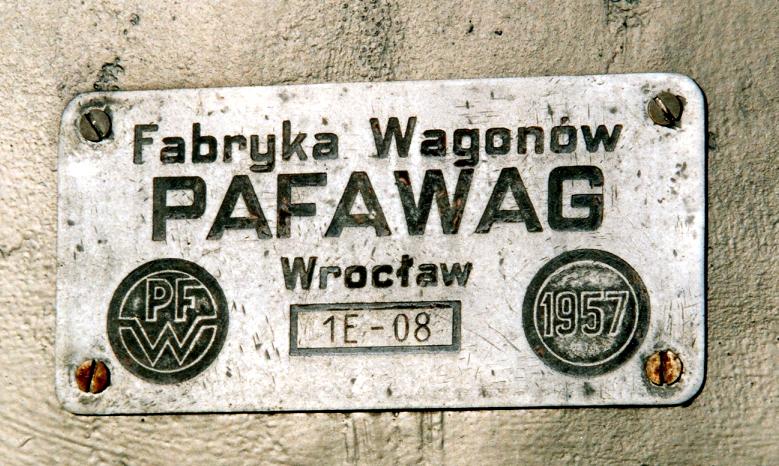 Fabryka Wagonów
PAFAWAG
Wrocław
PF
W
1E-08
1957